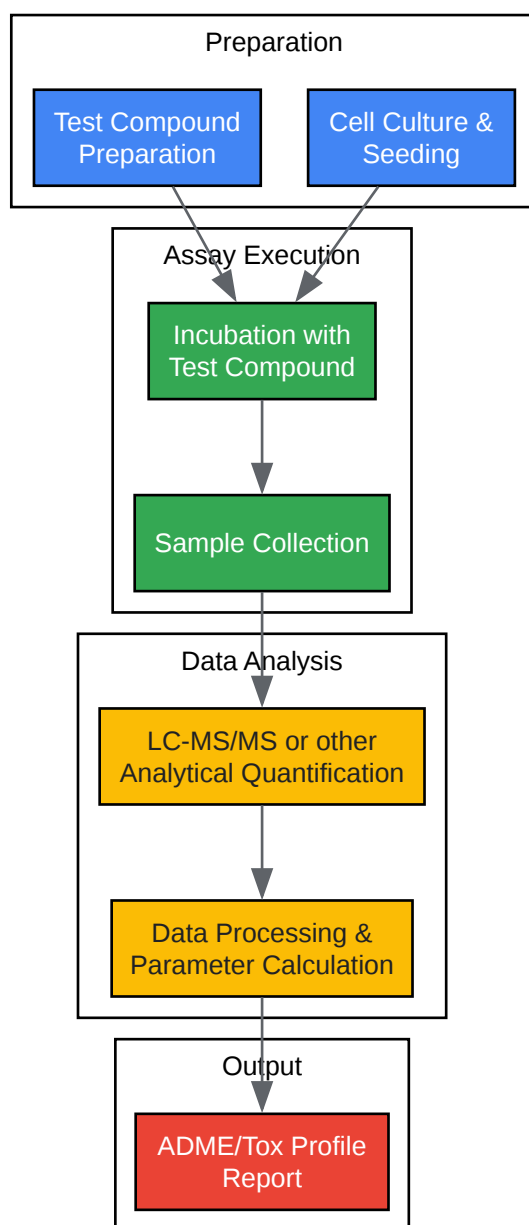 Preparation
Test Compound
Preparation
Cell Culture &
Seeding
Assay Execution
Incubation with
Test Compound
Sample Collection
Data Analysis
LC-MS/MS or other
Analytical Quantification
Data Processing &
Parameter Calculation
Output
ADME/Tox Profile
Report